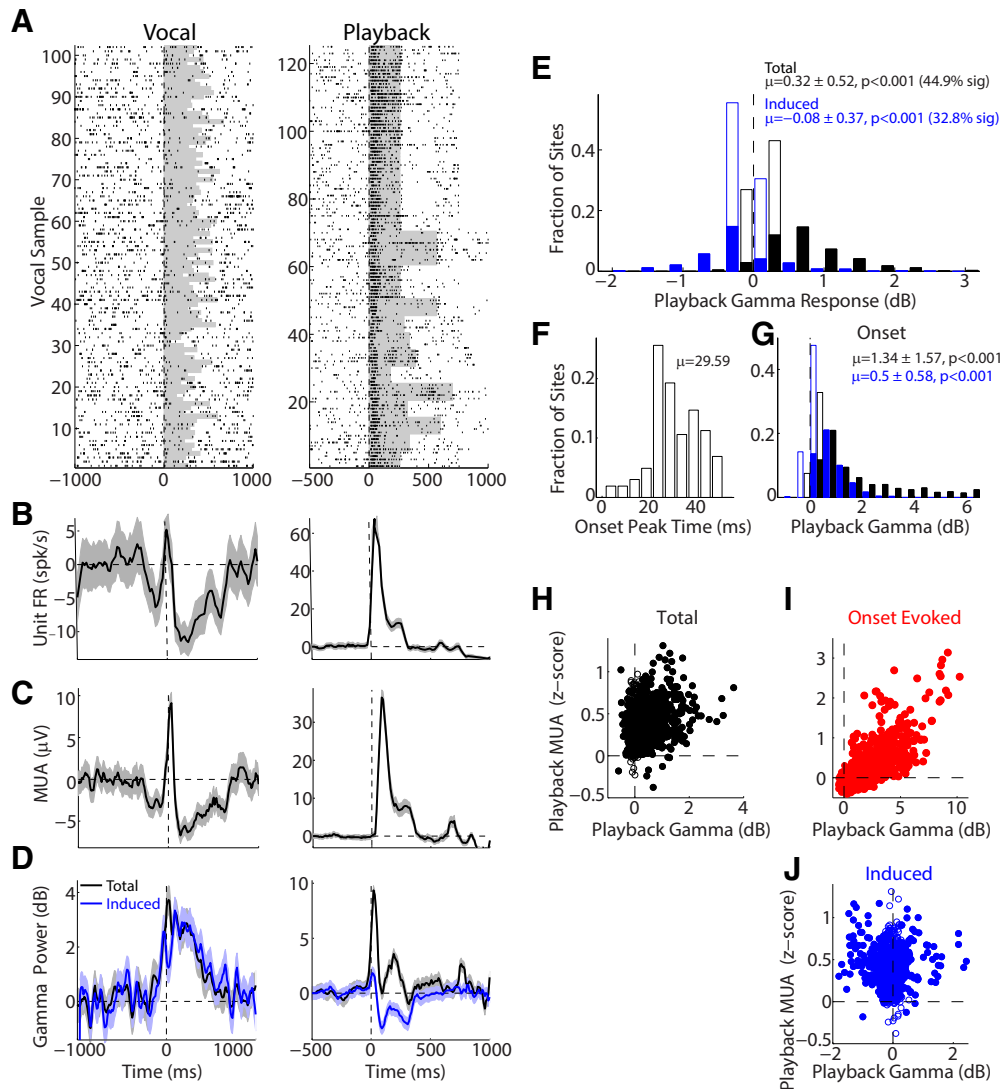 A
Vocal
Playback
Vocal Sample
100
90
80
70
60
50
40
30
20
10
-1000
0
1000
120
100
80
60
40
20
-500
0
500
1000
B
Unit FR (spk/s)
5
0
−5
−10
60
40
20
0
C
MUA (µV)
10
5
0
−5
30
20
10
0
D
Total
Induced
Gamma Power (dB)
4
2
0
-1000
0
1000
Time (ms)
10
5
0
−500
0
500
1000
Time (ms)
E
Total
µ=0.32 ± 0.52, p<0.001 (44.9% sig)
Induced
µ=−0.08 ± 0.37, p<0.001 (32.8% sig)
Fraction of Sites
0.4
0.2
0
−2
−1
0
1
2
3
Playback Gamma Response (dB)
F
µ=29.59
Fraction of Sites
0.2
0.1
0
0
20
40
Onset Peak Time (ms)
G
Onset
µ=1.34 ± 1.57, p<0.001
µ=0.5 ± 0.58, p<0.001
0.4
0.2
0
0
2
4
6
Playback Gamma (dB)
H
Total
Playback MUA (z−score)
1
0.5
0
−0.5
0
2
4
Playback Gamma (dB)
I
Onset Evoked
3
2
1
0
0
5
10
Playback Gamma (dB)
J
Induced
Playback MUA (z−score)
1
0.5
0
−0.5
−2
0
2
Playback Gamma (dB)